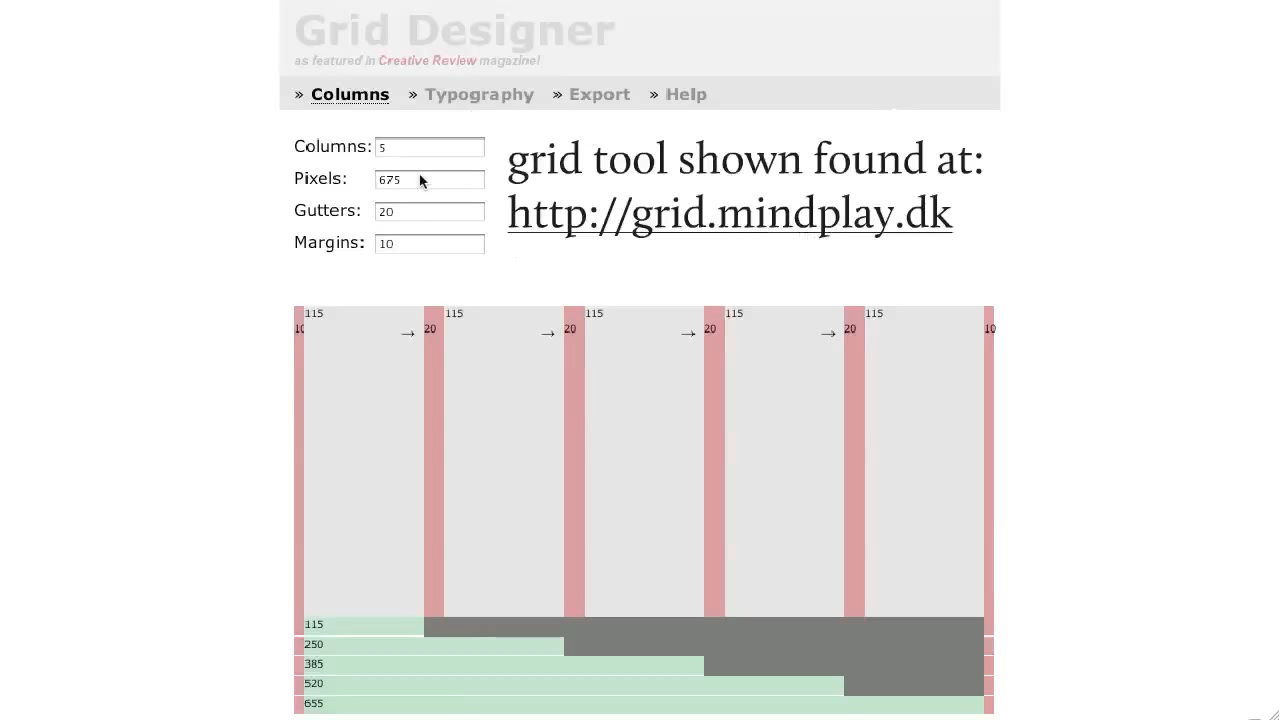 Grid Designer
as featured in Creative Review magazine!
» Columns » Typography » Export » Help
Columns: 5
Pixels: 675
Gutters: 20
Margins: 10
grid tool shown found at:
http://grid.mindplay.dk
115 115 115 115 115
10 → 20 → 20 → 20 → 20 10
115
250
385
520
655